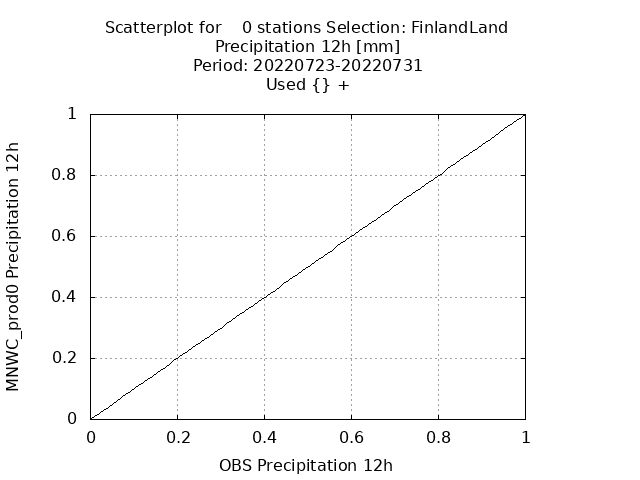 Scatterplot for    0 stations Selection: FinlandLand
Precipitation 12h [mm]
Period: 20220723-20220731
Used {} +
MNWC_prod0 Precipitation 12h
1
0.8
0.6
0.4
0.2
0
0 0.2 0.4 0.6 0.8 1
OBS Precipitation 12h